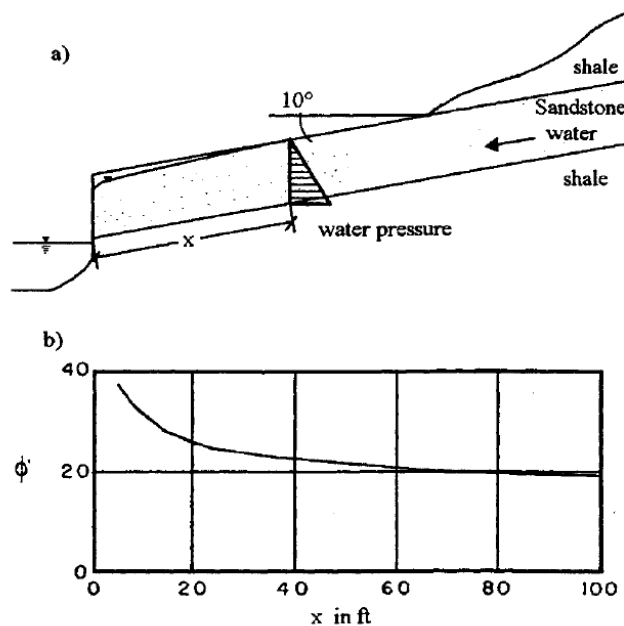 a)
shale
10°
Sandstone
water
shale
x
water pressure
b)
40
ϕ'
20
0
0 20 40 60 80 100
x in ft